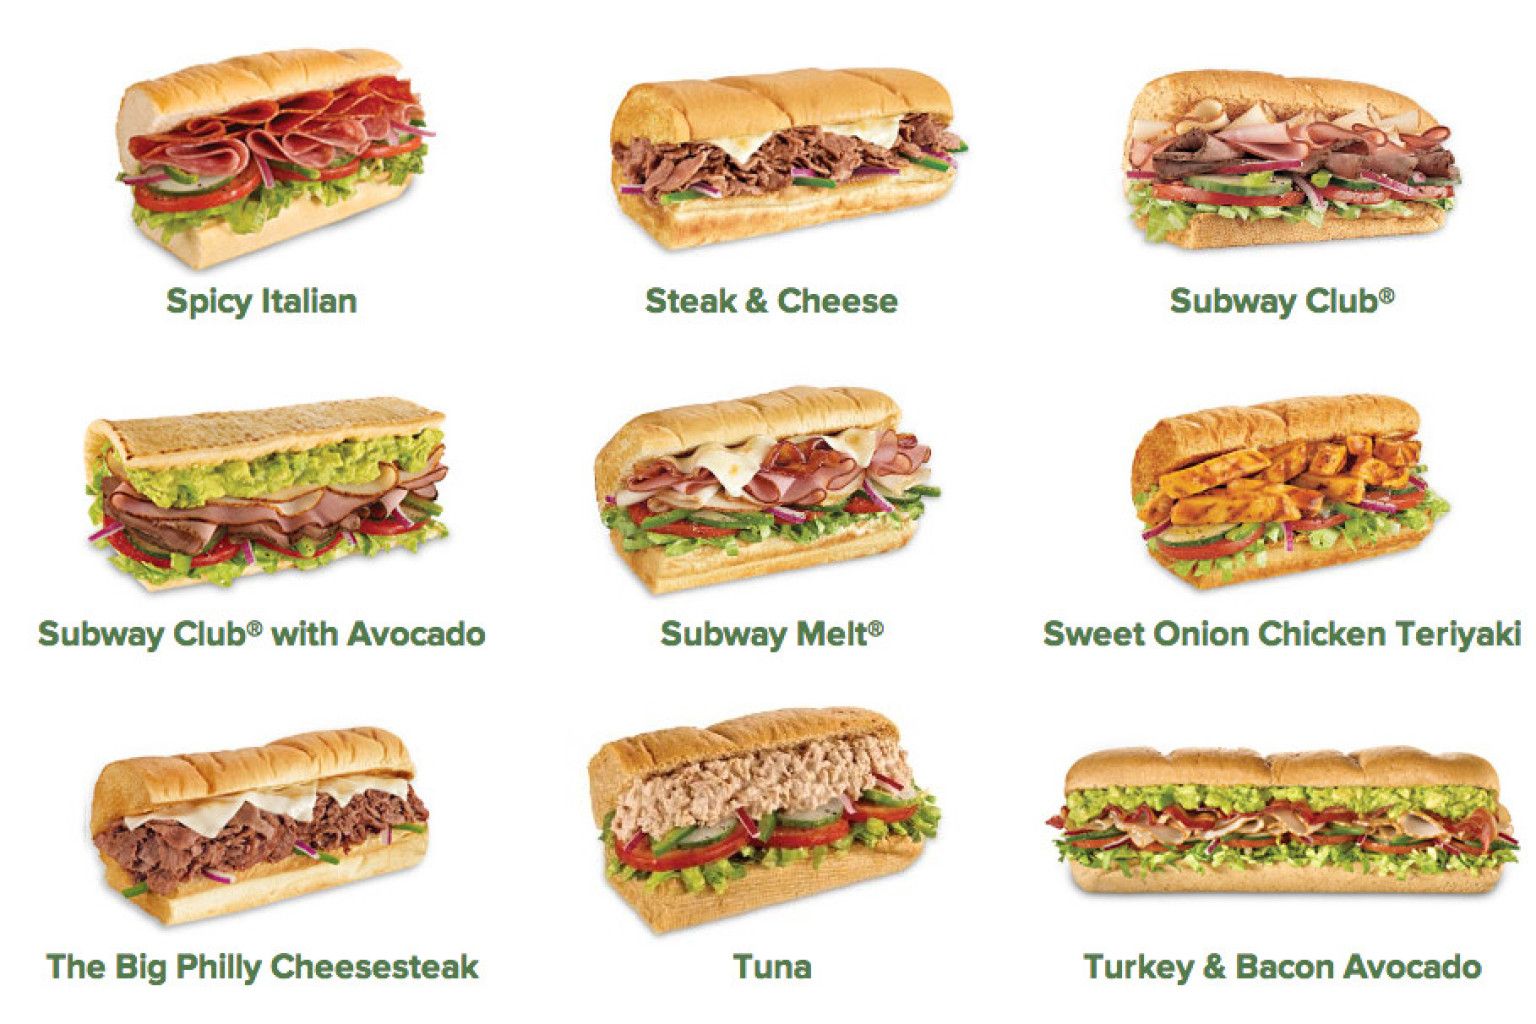 Spicy Italian
Steak & Cheese
Subway Club®
Subway Club® with Avocado
Subway Melt®
Sweet Onion Chicken Teriyaki
The Big Philly Cheesesteak
Tuna
Turkey & Bacon Avocado